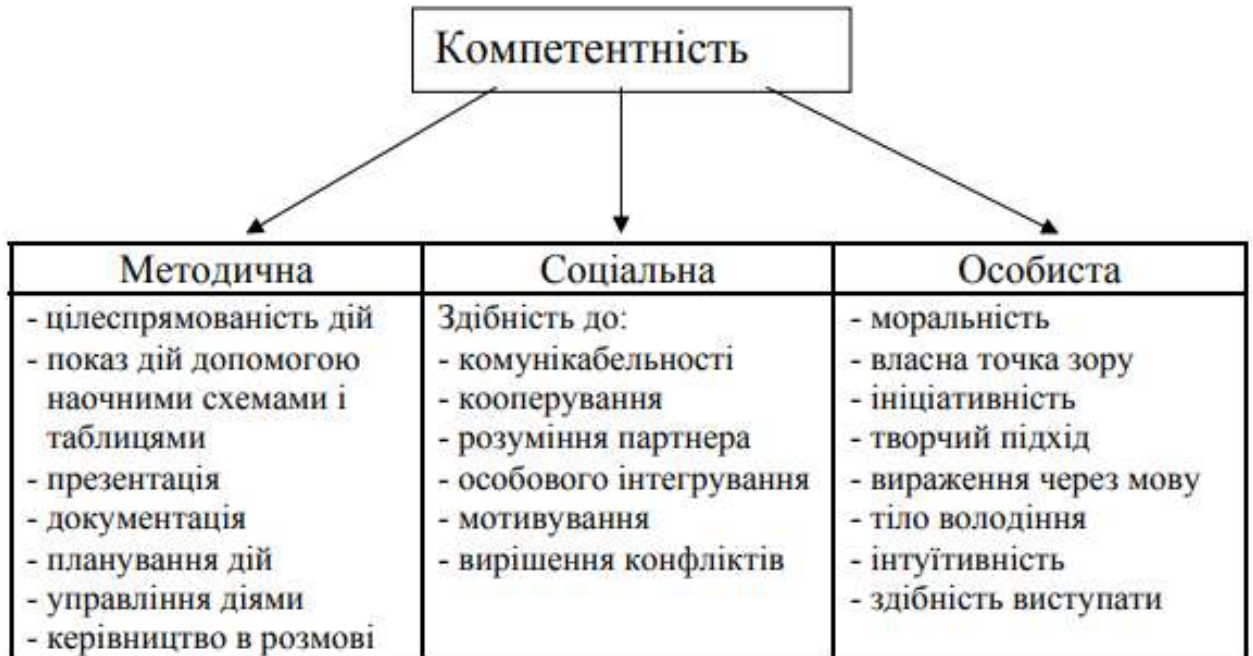 Компетентність
Методична
- цілеспрямованість дій
- показ дій допомогою
наочними схемами і
таблицями
- презентація
- документація
- планування дій
- управління діями
- керівництво в розмові
Соціальна
Здібність до:
- комунікабельності
- кооперування
- розуміння партнера
- особового інтегрування
- мотивування
- вирішення конфліктів
Особиста
- моральність
- власна точка зору
- ініціативність
- творчий підхід
- вираження через мову
- тіло володіння
- інтуїтивність
- здібність виступати